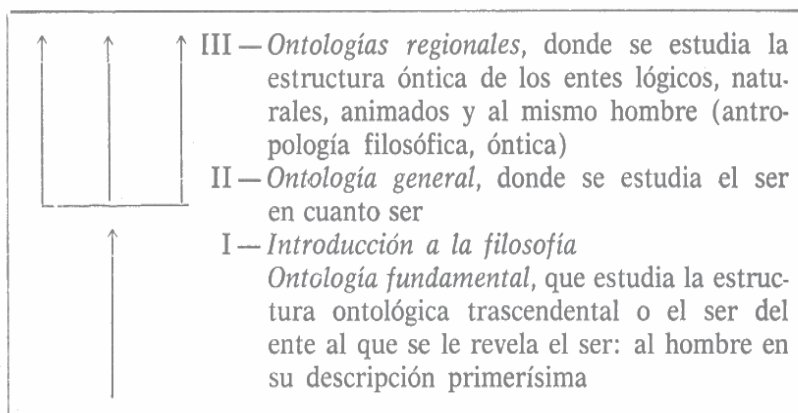 III — Ontologías regionales, donde se estudia la
estructura óntica de los entes lógicos, natu-
rales, animados y al mismo hombre (antro-
pología filosófica, óntica)
II — Ontología general, donde se estudia el ser
en cuanto ser
I — Introducción a la filosofía
Ontología fundamental, que estudia la estruc-
tura ontológica trascendental o el ser del
ente al que se le revela el ser: al hombre en
su descripción primerísima